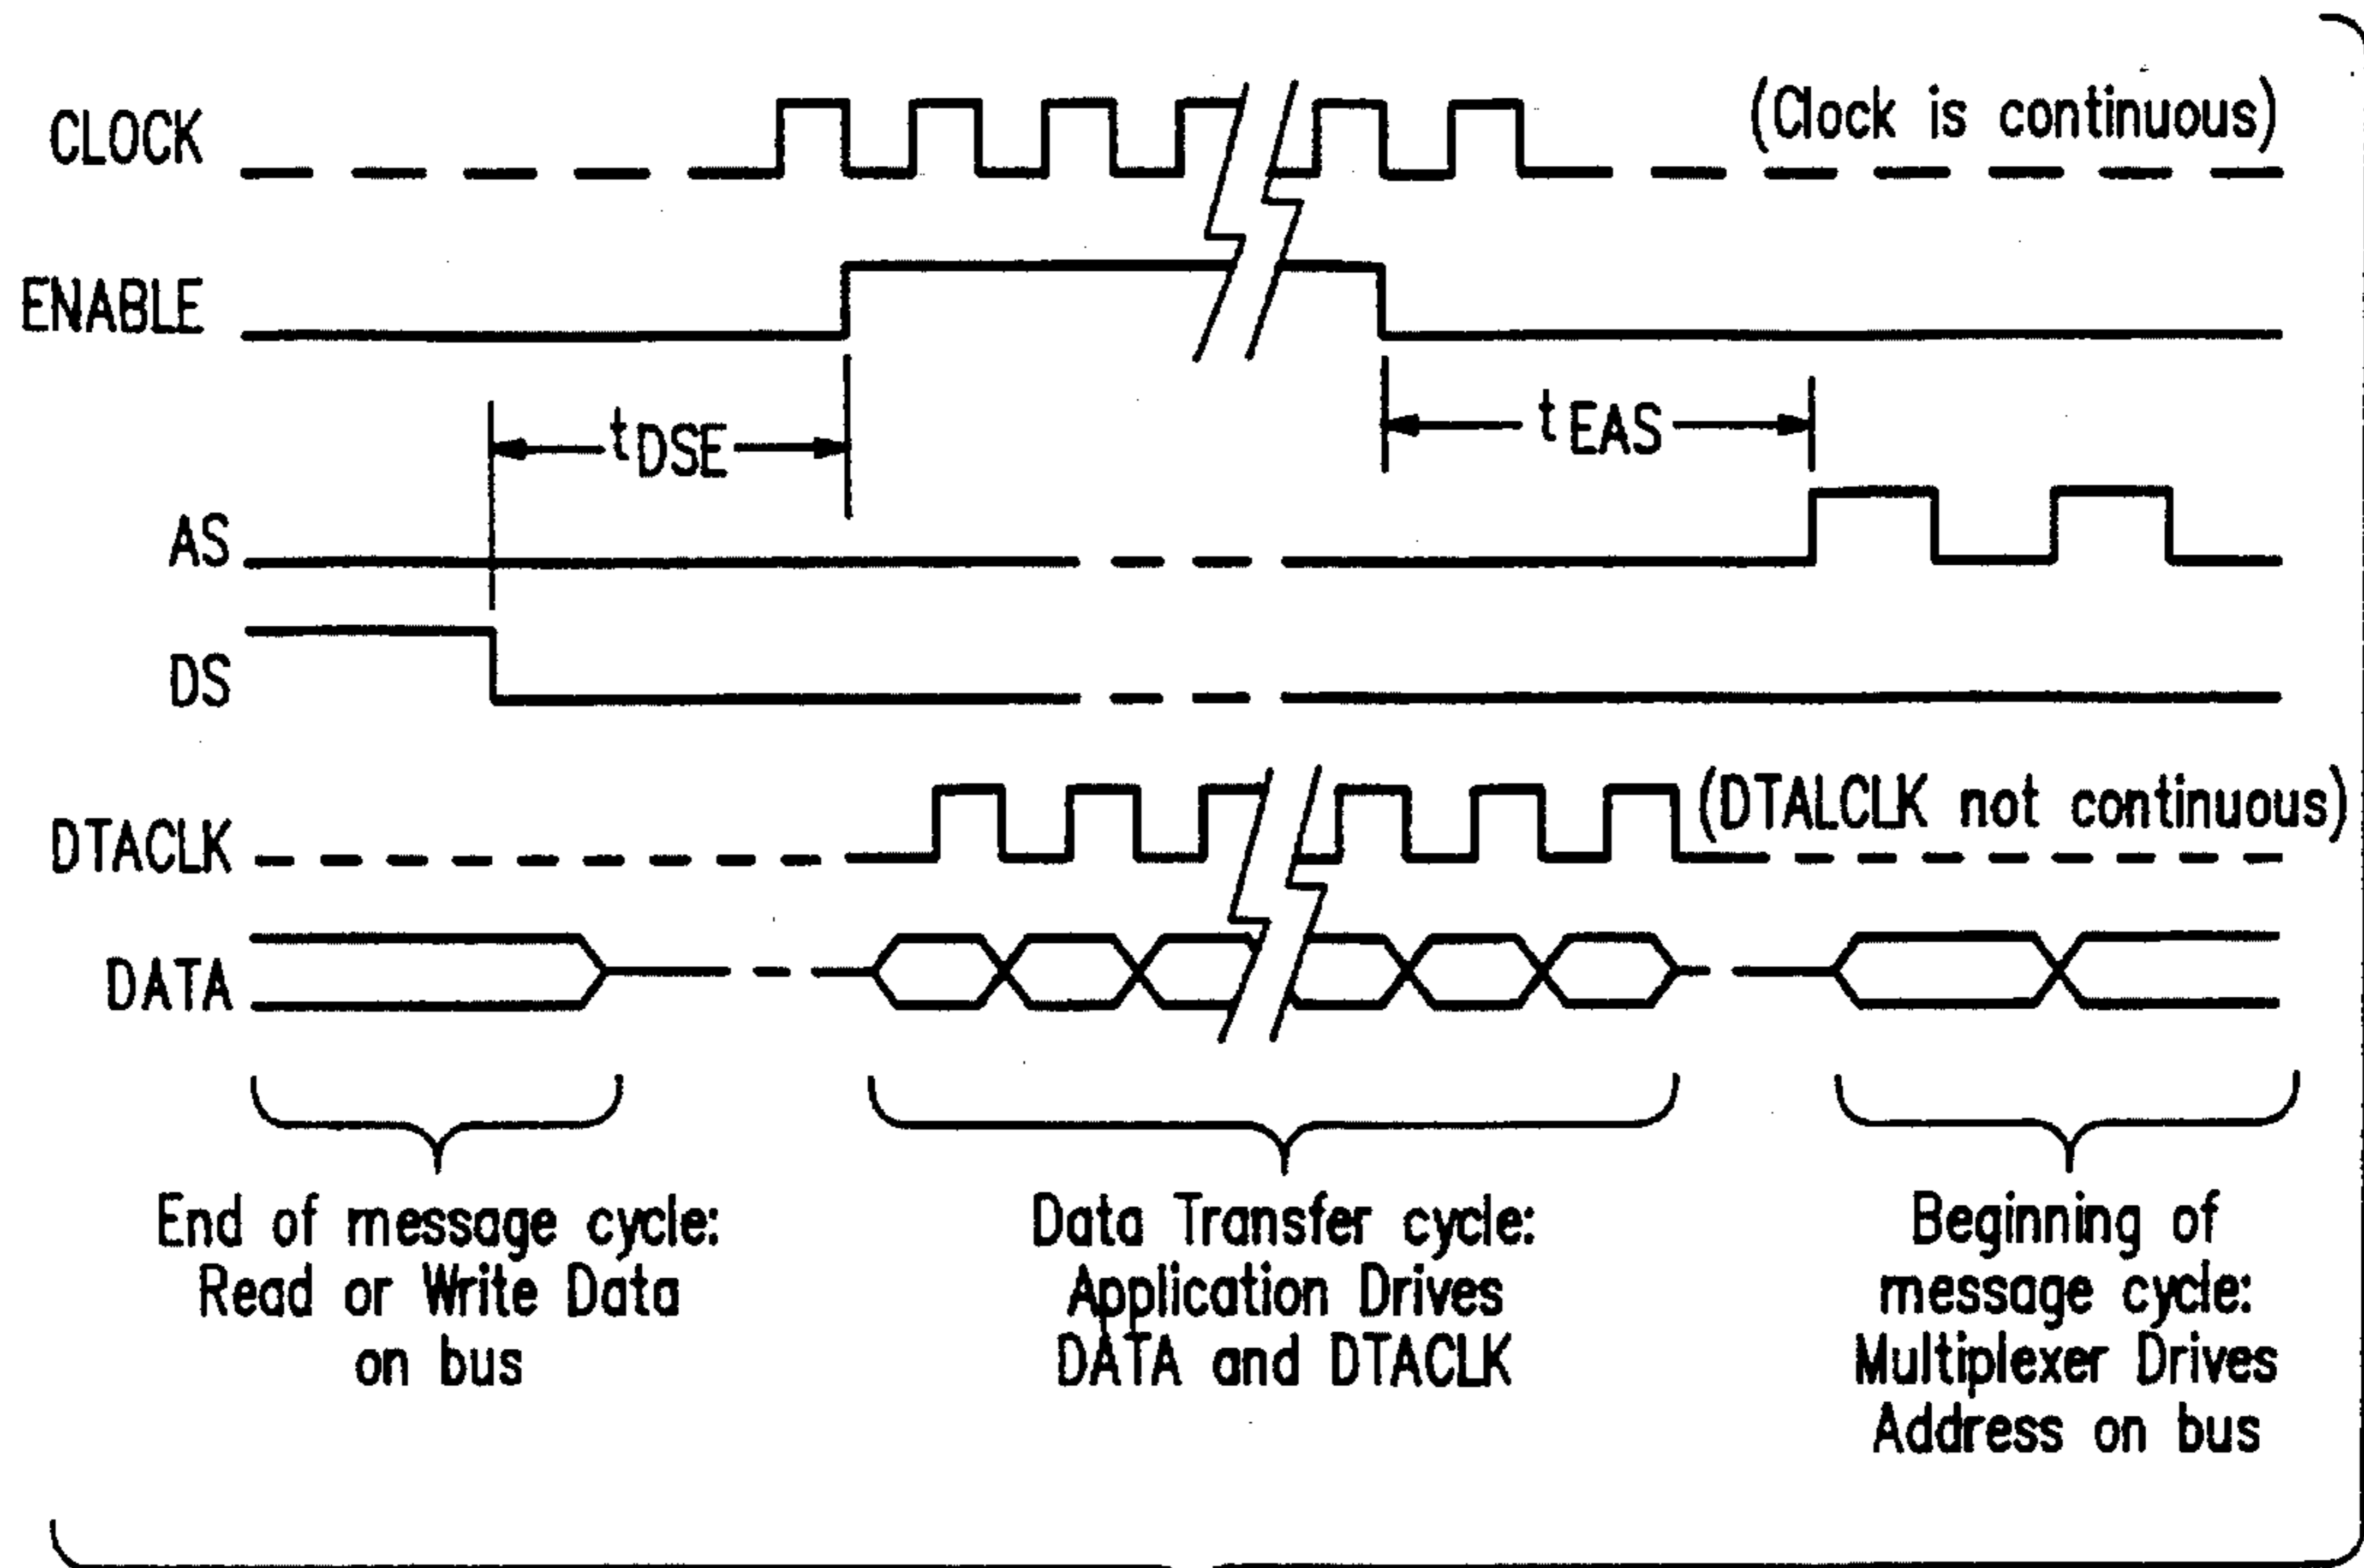 CLOCK
(Clock is continuous)
ENABLE
tDSE
tEAS
AS
DS
DTACLK
(DTALCLK not continuous)
DATA
End of message cycle:
Read or Write Data
on bus
Data Transfer cycle:
Application Drives
DATA and DTACLK
Beginning of
message cycle:
Multiplexer Drives
Address on bus